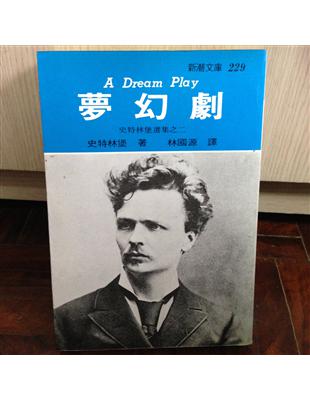 新潮文庫 229
A Dream Play
夢幻劇
史特林堡選集之二
史特林堡 著 林國源 譯